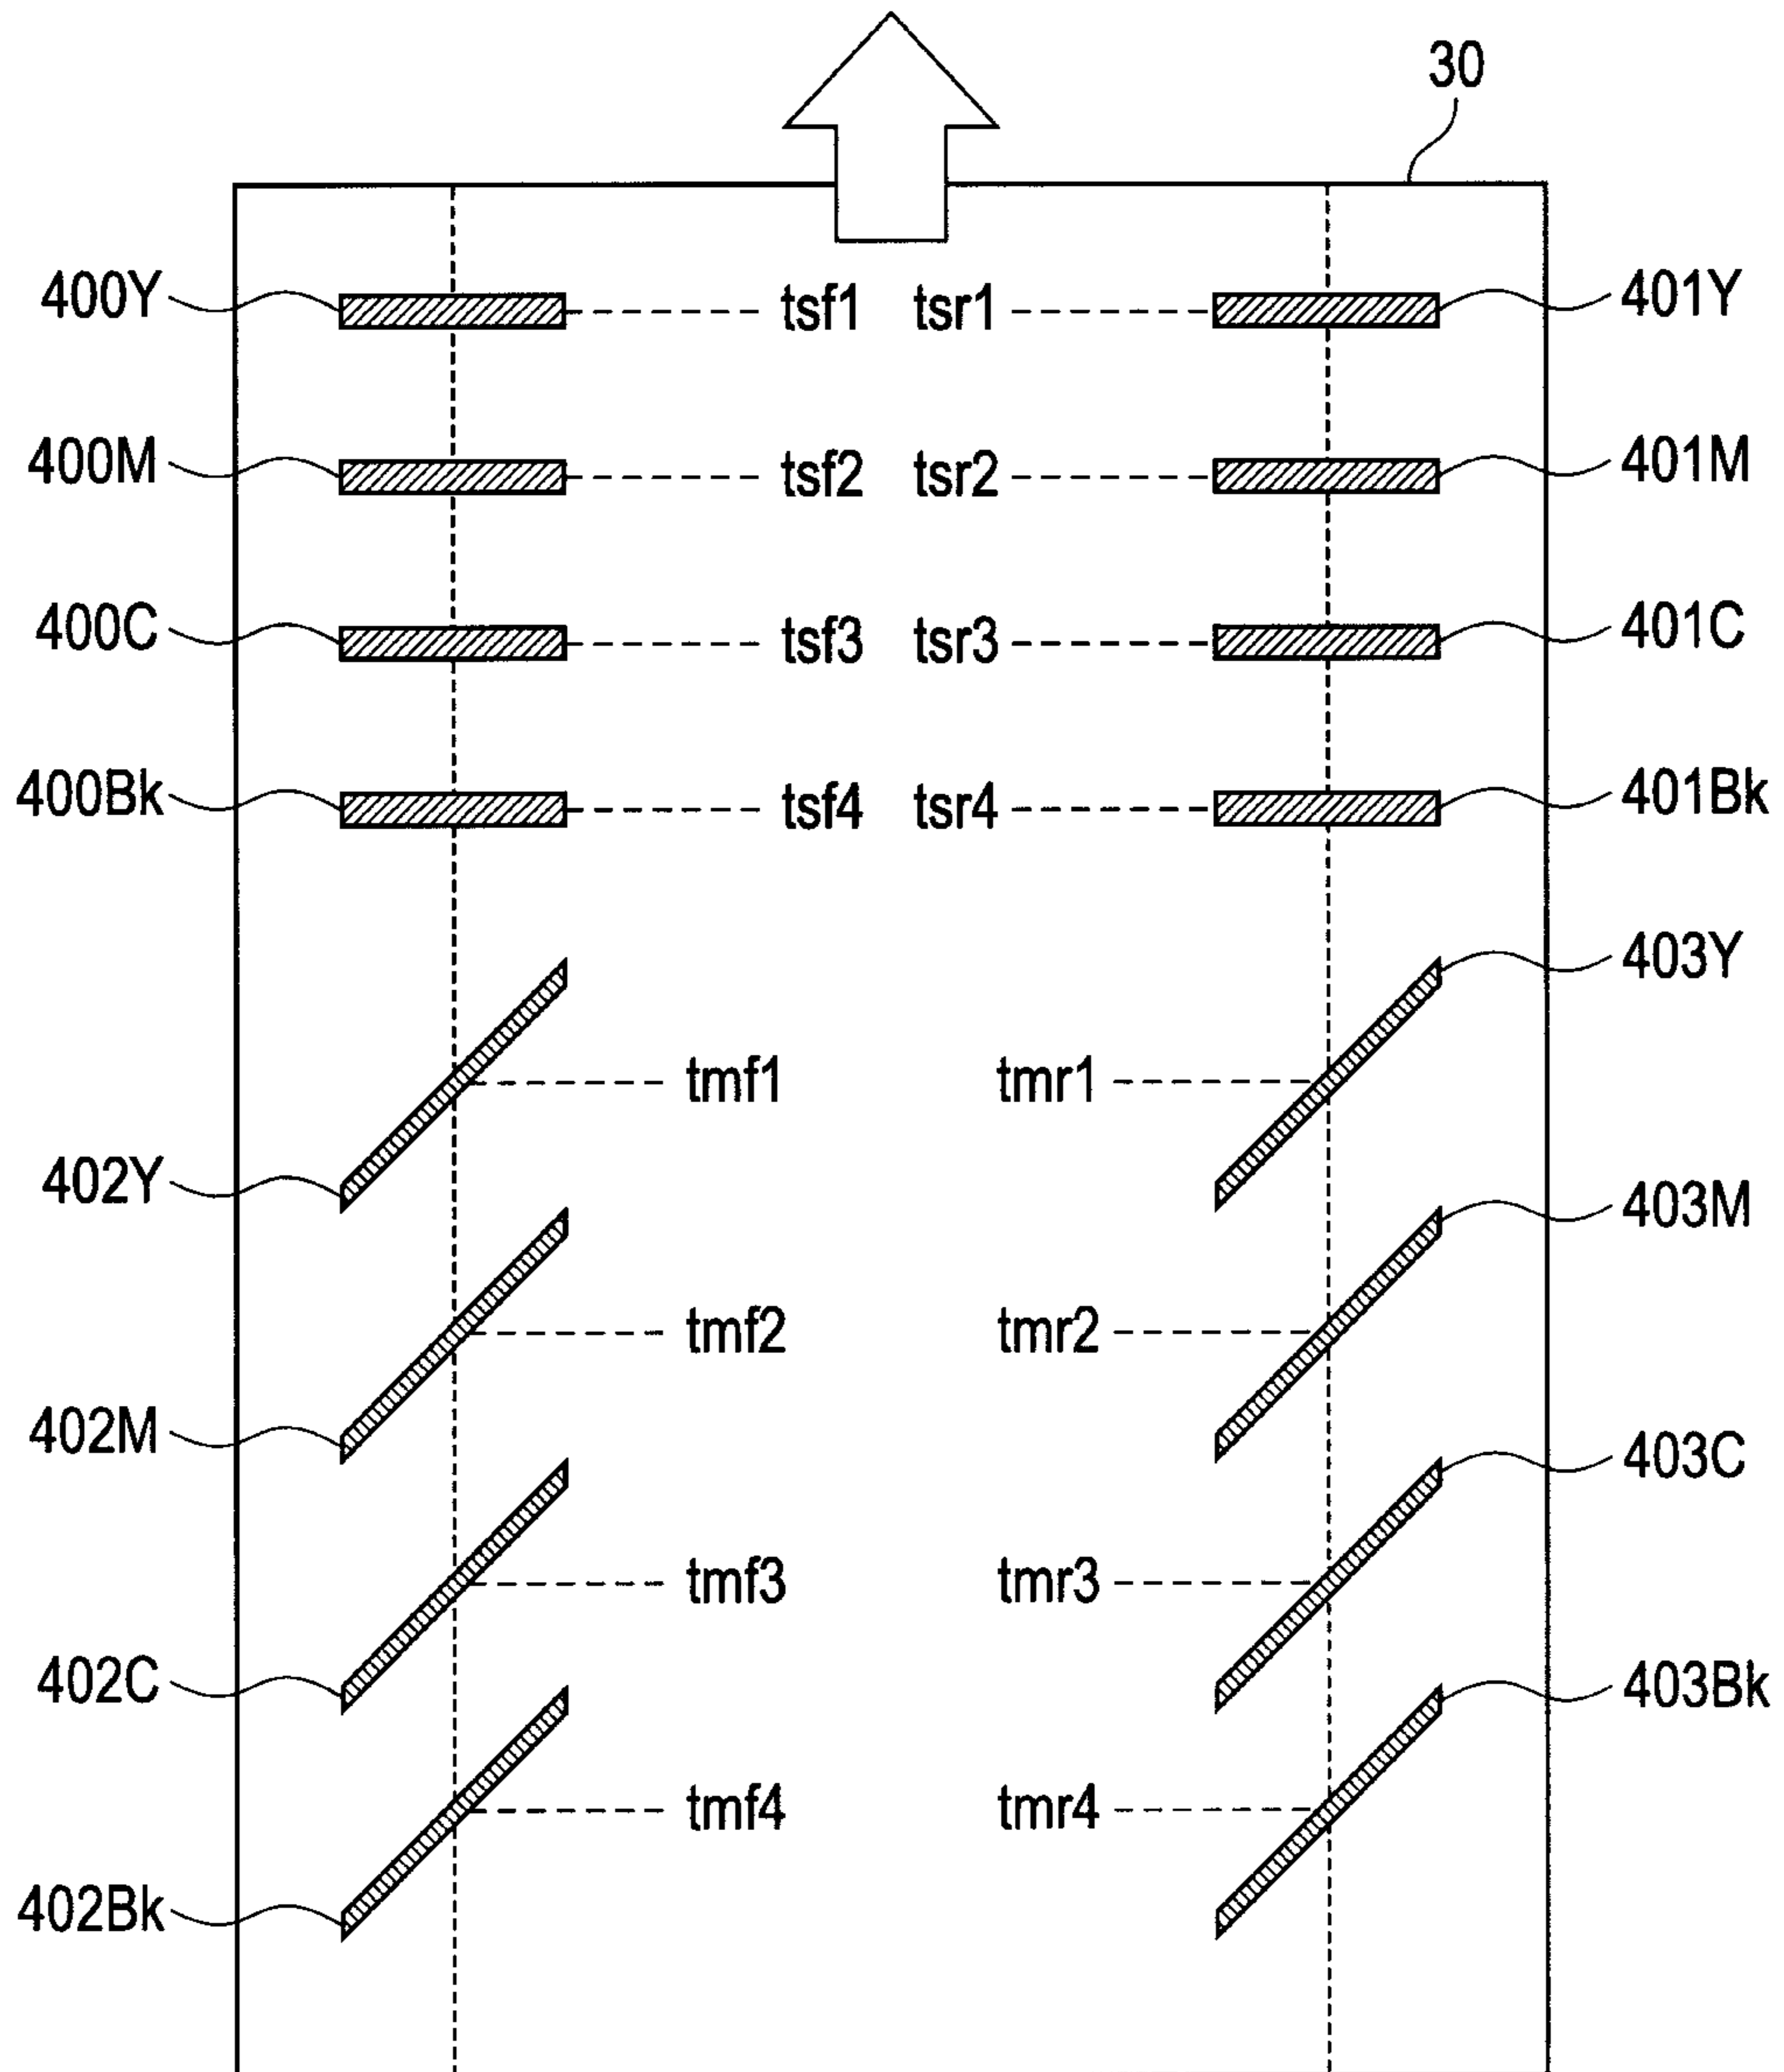 30
400Y tsf1 tsr1 401Y
400M tsf2 tsr2 401M
400C tsf3 tsr3 401C
400Bk tsf4 tsr4 401Bk
403Y
tmf1 tmr1
402Y 403M
tmf2 tmr2
402M 403C
tmf3 tmr3
402C 403Bk
tmf4 tmr4
402Bk